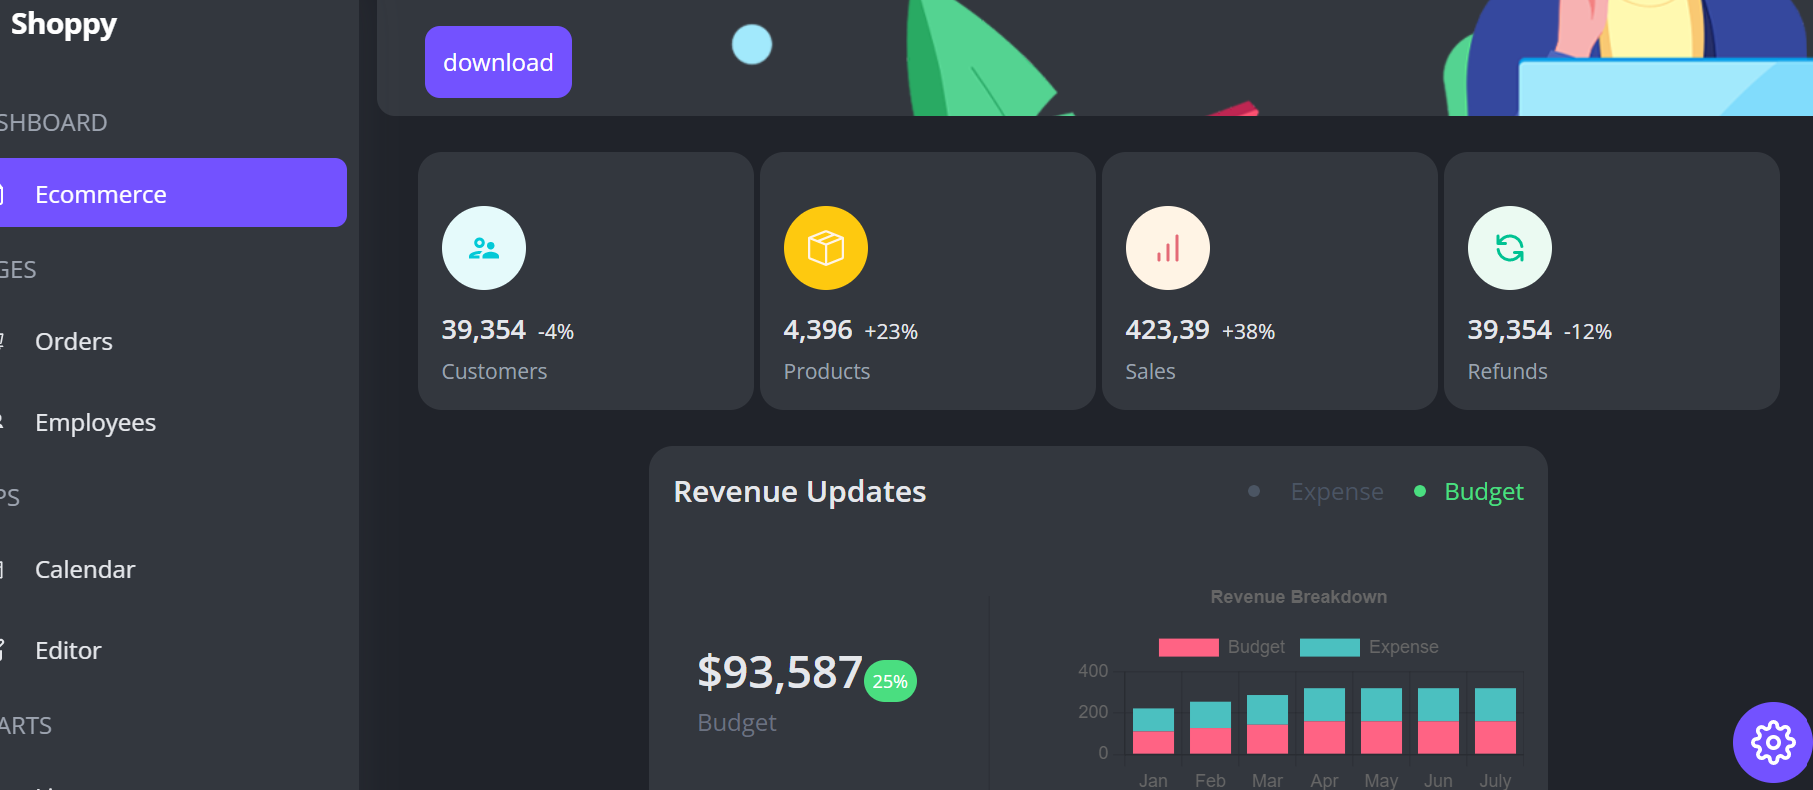 Shoppy
download
SHBOARD
Ecommerce
GES
Orders
Employees
PS
Calendar
Editor
ARTS
39,354 -4%
Customers
4,396 +23%
Products
423,39 +38%
Sales
39,354 -12%
Refunds
Revenue Updates
Expense
Budget
$93,587 25%
Budget
Revenue Breakdown
Budget Expense
400
200
0
Jan Feb Mar Apr May Jun July